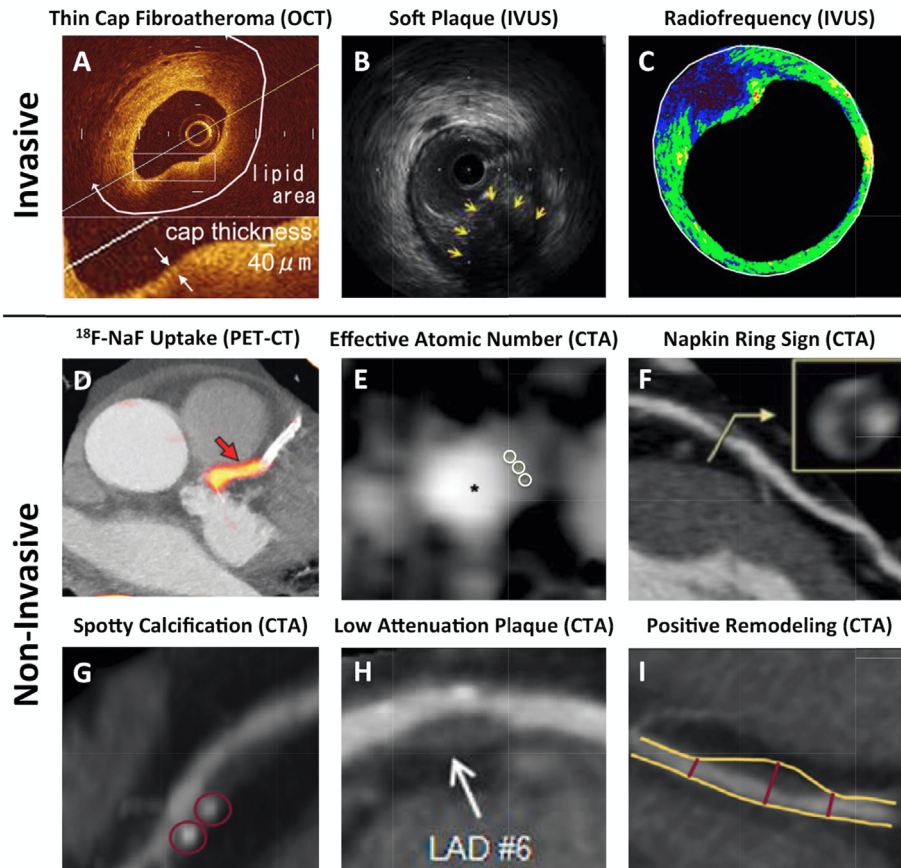 Thin Cap Fibroatheroma (OCT)
Soft Plaque (IVUS)
Radiofrequency (IVUS)
Invasive
A
B
C
lipid
area
cap thickness
40 μm
Non-Invasive
¹⁸F-NaF Uptake (PET-CT)
Effective Atomic Number (CTA)
Napkin Ring Sign (CTA)
D
E
F
*
Spotty Calcification (CTA)
Low Attenuation Plaque (CTA)
Positive Remodeling (CTA)
G
H
I
LAD #6